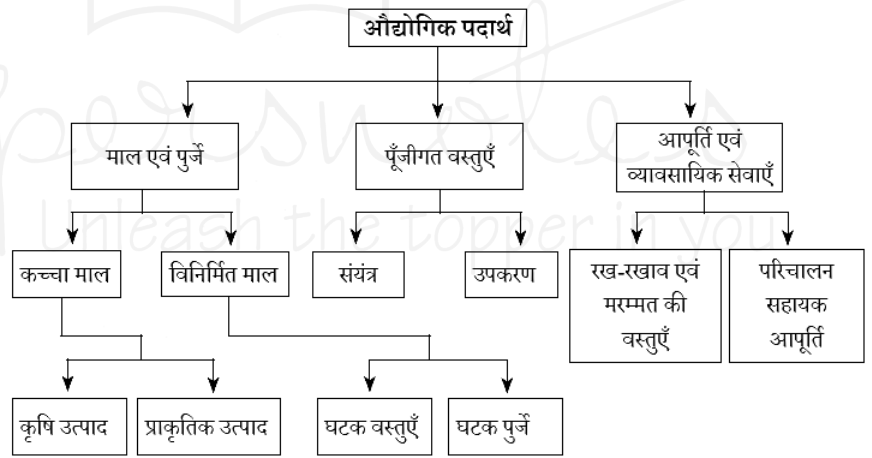 औद्योगिक पदार्थ
माल एवं पुर्जे
पूँजीगत वस्तुएँ
आपूर्ति एवं
व्यावसायिक सेवाएँ
कच्चा माल
विनिर्मित माल
संयंत्र
उपकरण
रख-रखाव एवं
मरम्मत की
वस्तुएँ
परिचालन
सहायक
आपूर्ति
कृषि उत्पाद
प्राकृतिक उत्पाद
घटक वस्तुएँ
घटक पुर्जे
persnotes
Unleash the topper in you